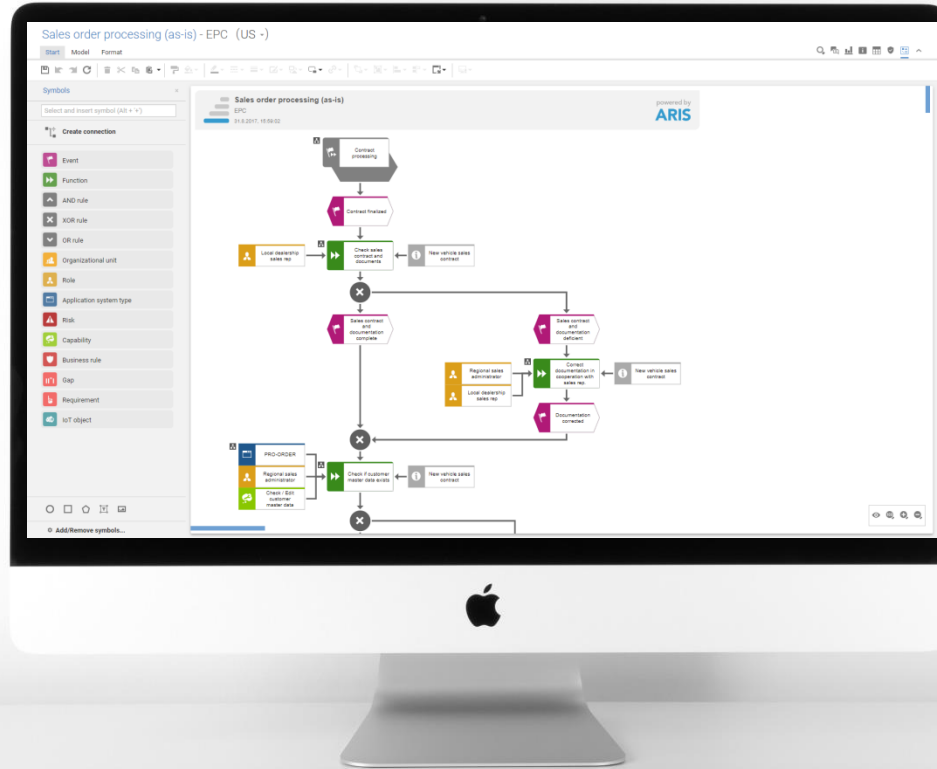 Sales order processing (as-is) - EPC (US -)
Start Model Format
Symbols
Select and insert symbol (Alt + '+')
Create connection
Event
Function
AND rule
XOR rule
OR rule
Organizational unit
Role
Application system type
Risk
Capability
Business rule
Gap
Requirement
IoT object
Add/Remove symbols...
Sales order processing (as-is)
EPC
powered by
ARIS
Contract
processing
Contract finalized
Local dealership
sales rep
Check sales
contract and
documents
New vehicle sales
contract
Sales contract
and
documentation
complete
Sales contract
and
documentation
deficient
Regional sales
administrator
Local dealership
sales rep
Correct
documentation in
cooperation with
sales rep.
New vehicle sales
contract
Documentation
corrected
PRO-ORDER
Regional sales
administrator
Check / Edit
customer
master data
Check if customer
master data exists
New vehicle sales
contract